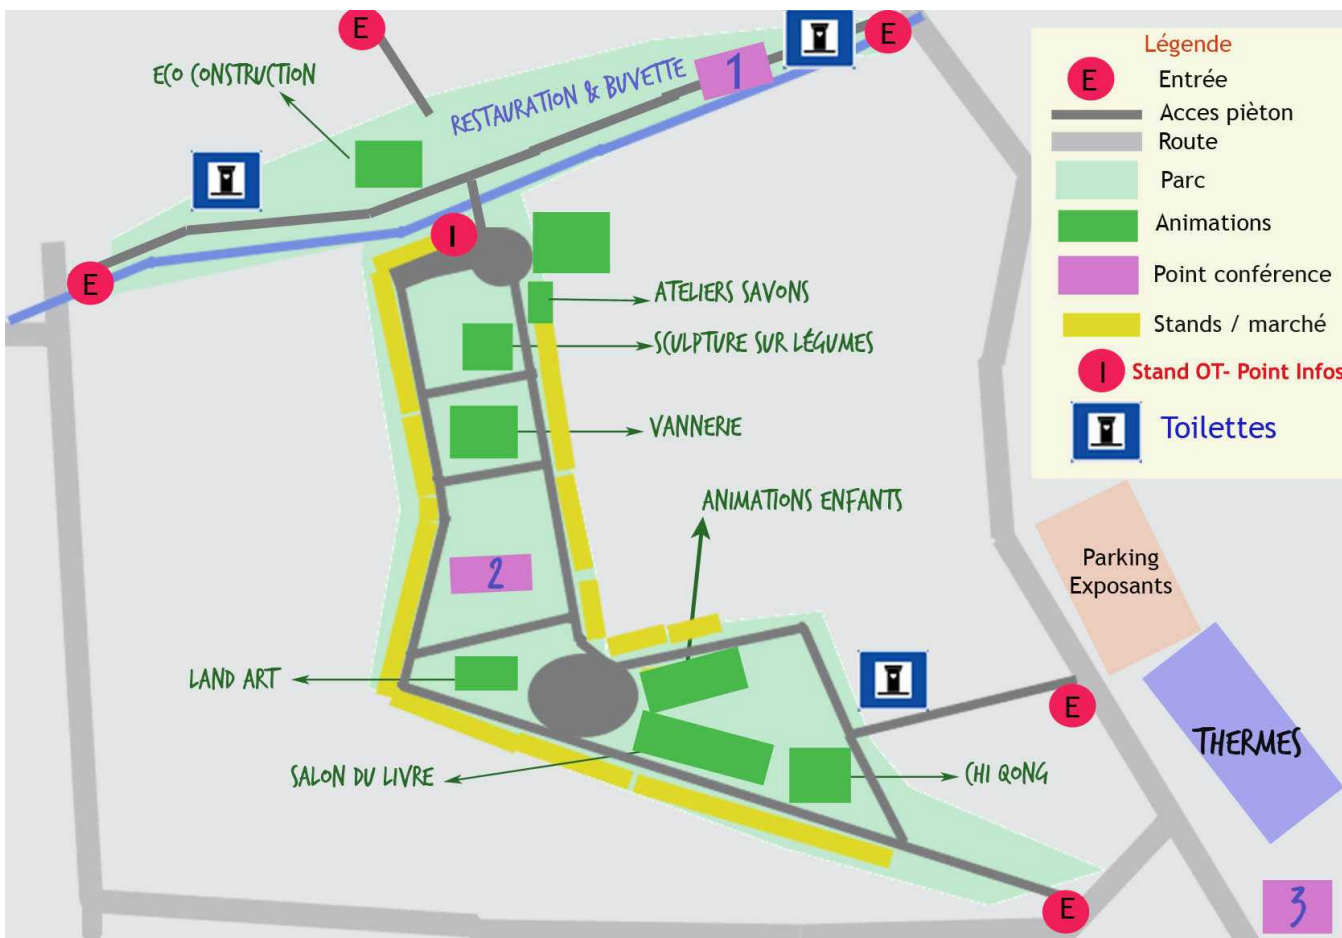 E
E
ECO CONSTRUCTION
RESTAURATION & BUVETTE
1
E
I
ATELIERS SAVONS
SCULPTURE SUR LÉGUMES
VANNERIE
2
ANIMATIONS ENFANTS
LAND ART
SALON DU LIVRE
CHI QONG
E
E
Légende
E Entrée
Acces pièton
Route
Parc
Animations
Point conférence
Stands / marché
I Stand OT- Point Infos
Toilettes
Parking
Exposants
THERMES
3